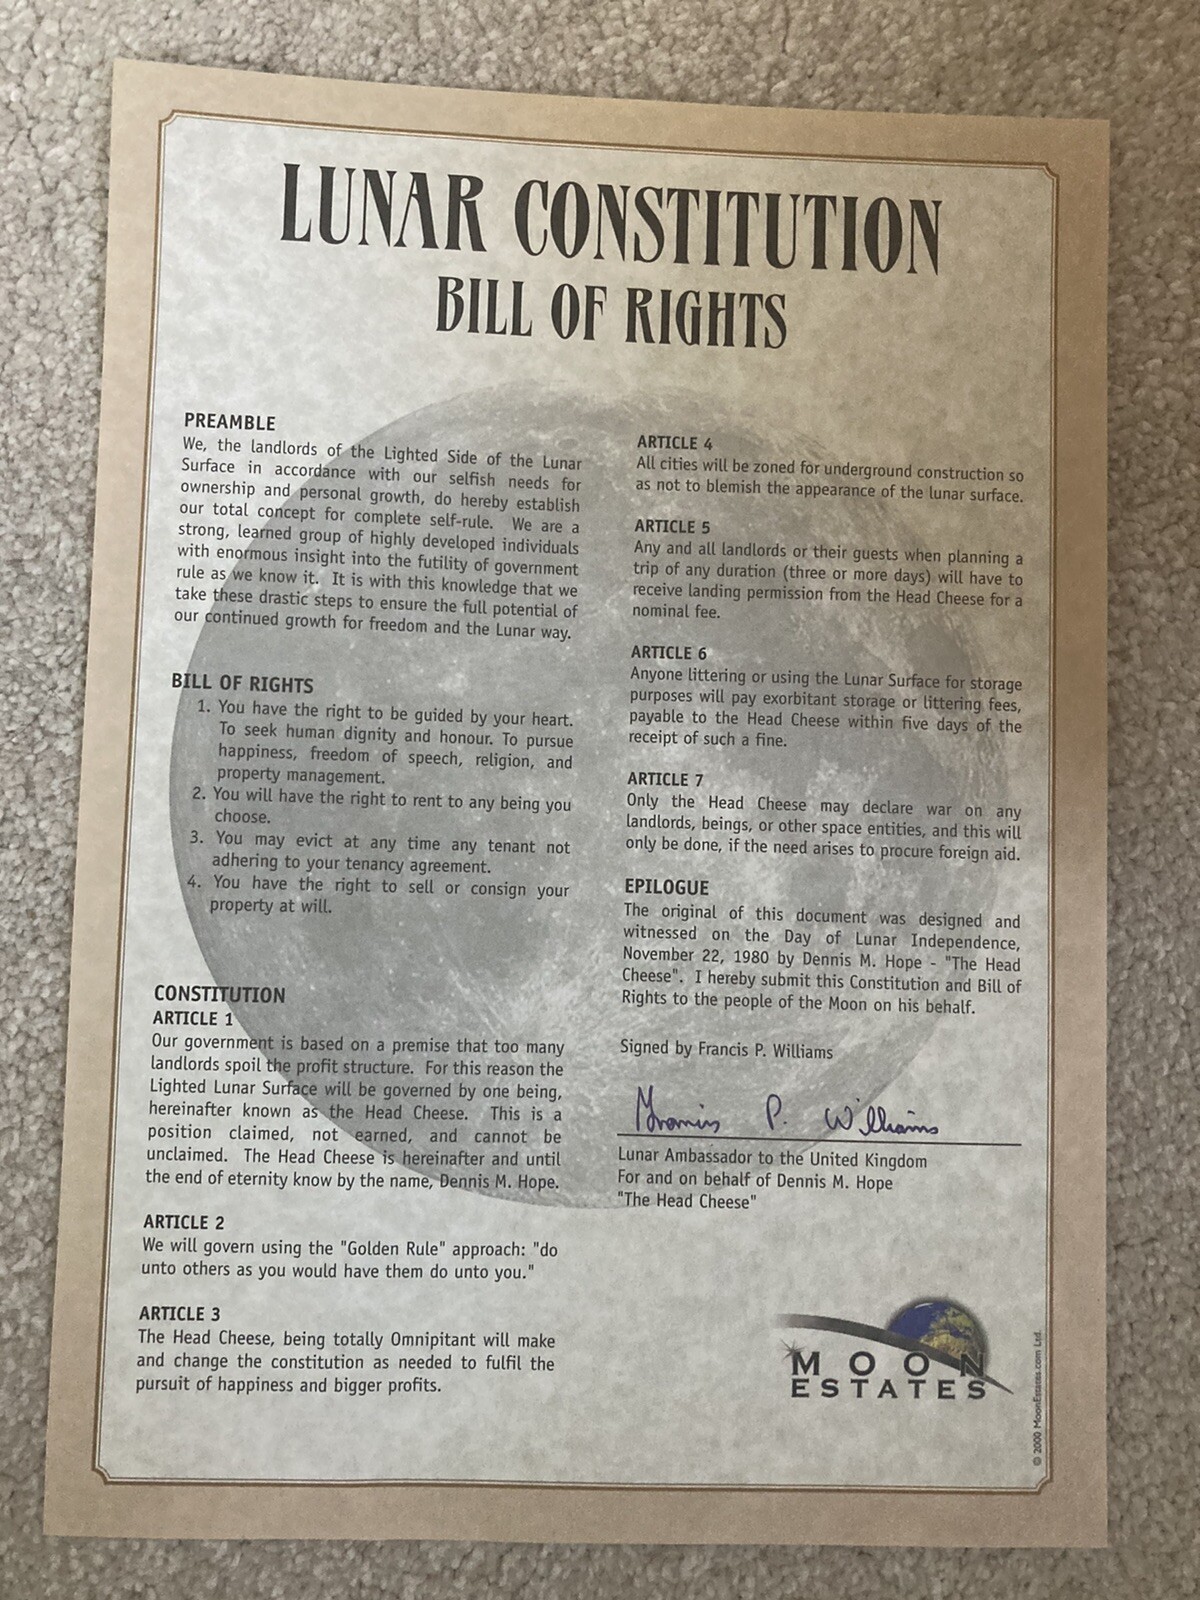 LUNAR CONSTITUTION
BILL OF RIGHTS
PREAMBLE
We, the landlords of the Lighted Side of the Lunar
Surface in accordance with our selfish needs for
ownership and personal growth, do hereby establish
our total concept for complete self-rule. We are a
strong, learned group of highly developed individuals
with enormous insight into the futility of government
rule as we know it. It is with this knowledge that we
take these drastic steps to ensure the full potential of
our continued growth for freedom and the Lunar way.
BILL OF RIGHTS
1. You have the right to be guided by your heart.
To seek human dignity and honour. To pursue
happiness, freedom of speech, religion, and
property management.
2. You will have the right to rent to any being you
choose.
3. You may evict at any time any tenant not
adhering to your tenancy agreement.
4. You have the right to sell or consign your
property at will.
CONSTITUTION
ARTICLE 1
Our government is based on a premise that too many
landlords spoil the profit structure. For this reason the
Lighted Lunar Surface will be governed by one being,
hereinafter known as the Head Cheese. This is a
position claimed, not earned, and cannot be
unclaimed. The Head Cheese is hereinafter and until
the end of eternity know by the name, Dennis M. Hope.
ARTICLE 2
We will govern using the "Golden Rule" approach: "do
unto others as you would have them do unto you."
ARTICLE 3
The Head Cheese, being totally Omnipitant will make
and change the constitution as needed to fulfil the
pursuit of happiness and bigger profits.
ARTICLE 4
All cities will be zoned for underground construction so
as not to blemish the appearance of the lunar surface.
ARTICLE 5
Any and all landlords or their guests when planning a
trip of any duration (three or more days) will have to
receive landing permission from the Head Cheese for a
nominal fee.
ARTICLE 6
Anyone littering or using the Lunar Surface for storage
purposes will pay exorbitant storage or littering fees,
payable to the Head Cheese within five days of the
receipt of such a fine.
ARTICLE 7
Only the Head Cheese may declare war on any
landlords, beings, or other space entities, and this will
only be done, if the need arises to procure foreign aid.
EPILOGUE
The original of this document was designed and
witnessed on the Day of Lunar Independence,
November 22, 1980 by Dennis M. Hope - "The Head
Cheese". I hereby submit this Constitution and Bill of
Rights to the people of the Moon on his behalf.
Signed by Francis P. Williams
Francis P. Williams
Lunar Ambassador to the United Kingdom
For and on behalf of Dennis M. Hope
"The Head Cheese"
MOON
ESTATES
© 2000 MoonEstates.com Ltd.